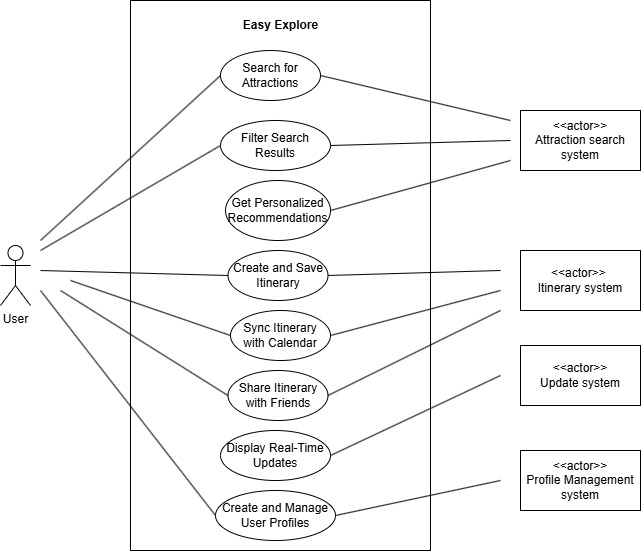 Easy Explore
Search for
Attractions
<<actor>>
Attraction search
system
Filter Search
Results
Get Personalized
Recommendations
User
Create and Save
Itinerary
<<actor>>
Itinerary system
Sync Itinerary
with Calendar
Share Itinerary
with Friends
<<actor>>
Update system
Display Real-Time
Updates
<<actor>>
Profile Management
system
Create and Manage
User Profiles